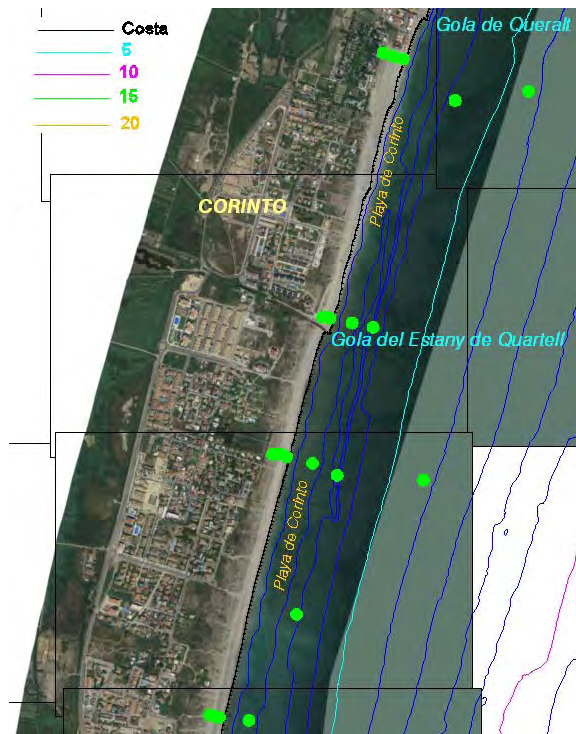 Costa
5
10
15
20
Gola de Queralt
Playa de Corinto
CORINTO
Gola del Estany de Quartell
Playa de Corinto